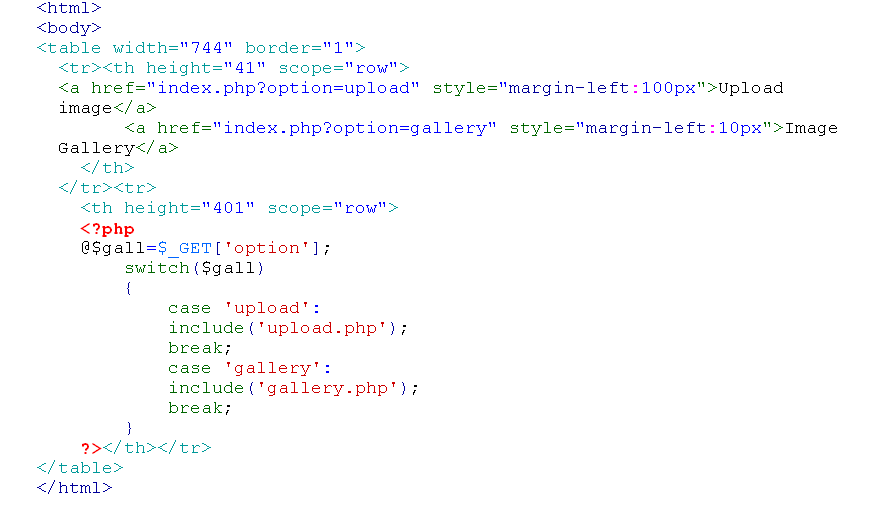 <html>
<body>
<table width="744" border="1">
<tr><th height="41" scope="row">
<a href="index.php?option=upload" style="margin-left:100px">Upload
image</a>
<a href="index.php?option=gallery" style="margin-left:10px">Image
Gallery</a>
</th>
</tr><tr>
<th height="401" scope="row">
<?php
@$gall=$_GET['option'];
switch($gall)
{
case 'upload':
include('upload.php');
break;
case 'gallery':
include('gallery.php');
break;
}
?></th></tr>
</table>
</html>